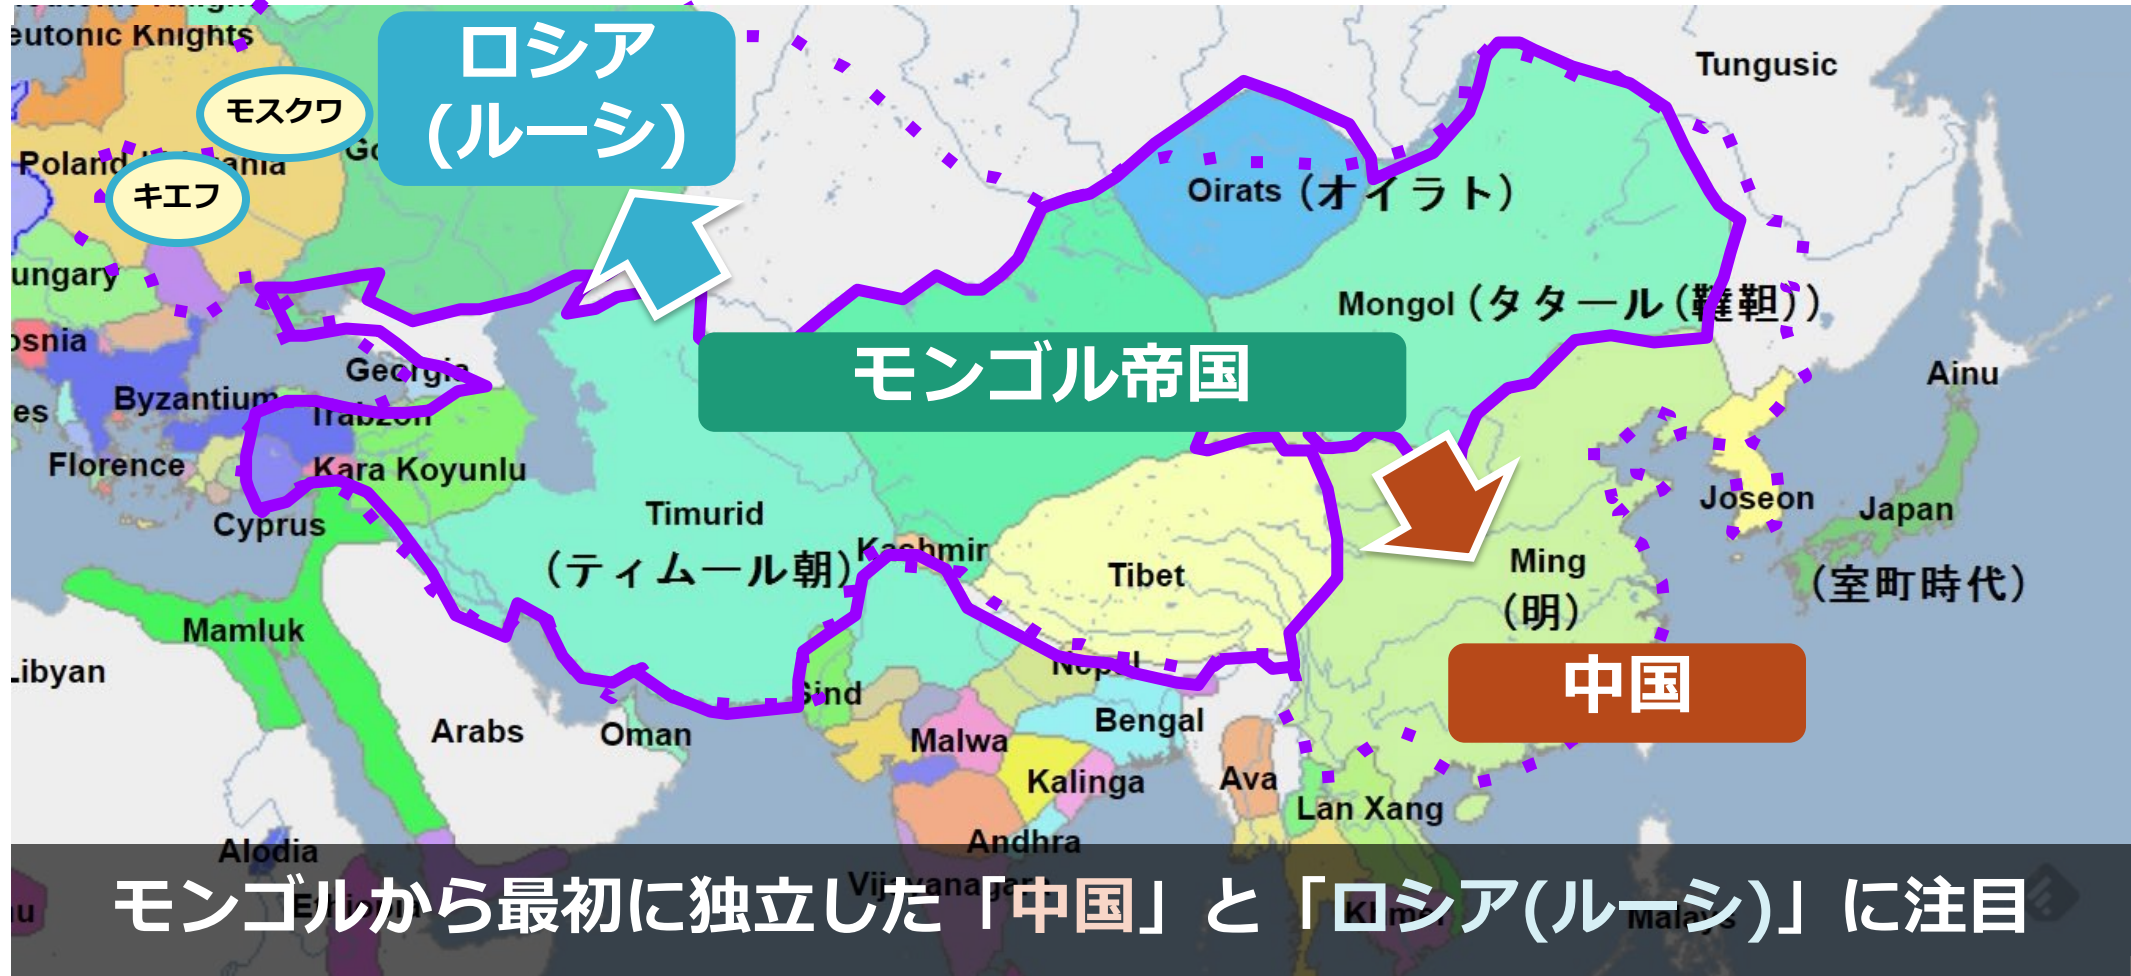 eutonic Knights
ロシア
(ルーシ)
Tungusic
モスクワ
キエフ
Oirats（オイラト）
ungary
Mongol（タタール（韃靼））
モンゴル帝国
osnia
Georgia
Ainu
Byzantium
es
Trabzon
Florence
Kara Koyunlu
Joseon
Japan
（室町時代）
Cyprus
Timurid
（ティムール朝）
Kashmir
Tibet
Ming
（明）
Mamluk
Libyan
Nepal
中国
Sind
Arabs
Oman
Malwa
Bengal
Kalinga
Ava
Lan Xang
Andhra
Alodia
Vijayanagara
Ethiopia
Khmer
Malays
モンゴルから最初に独立した「中国」と「ロシア(ルーシ)」に注目